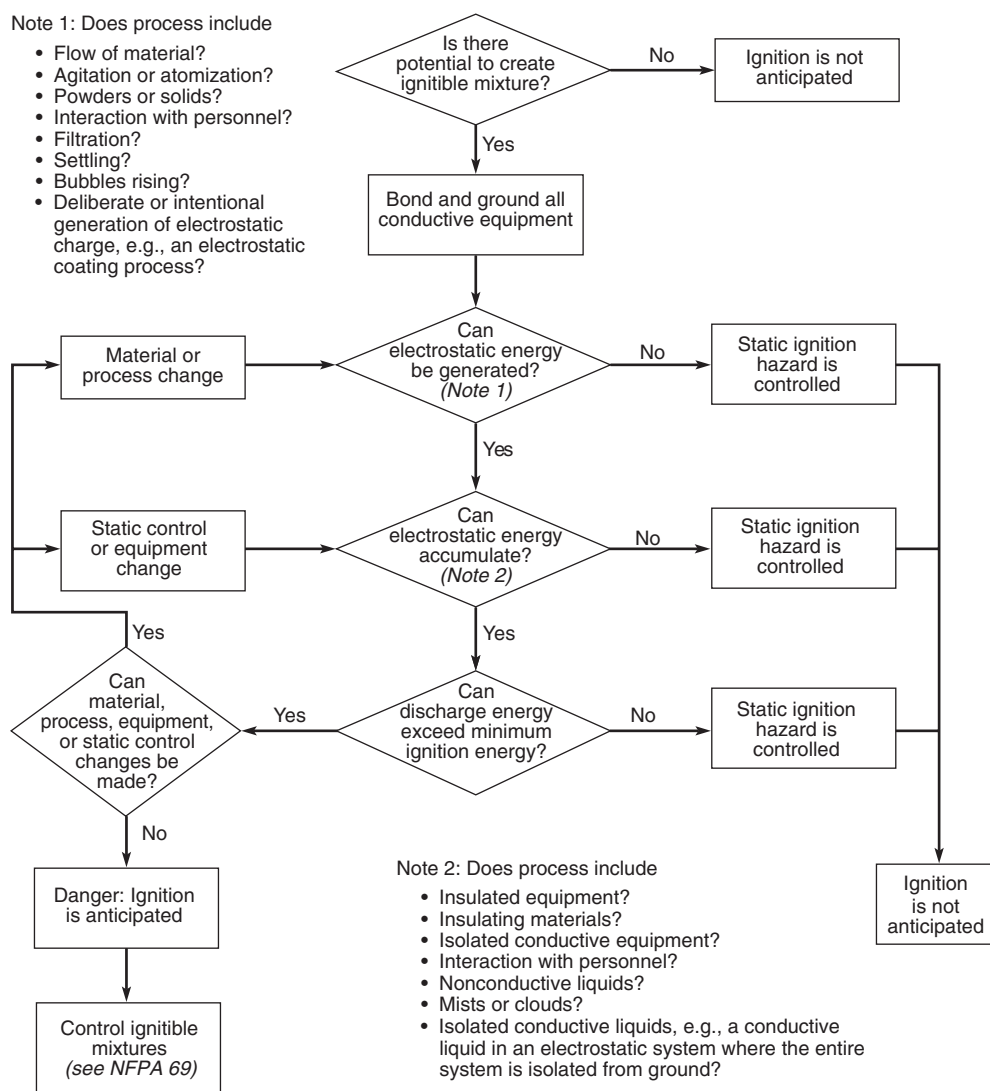 Note 1: Does process include
• Flow of material?
• Agitation or atomization?
• Powders or solids?
• Interaction with personnel?
• Filtration?
• Settling?
• Bubbles rising?
• Deliberate or intentional
generation of electrostatic
charge, e.g., an electrostatic
coating process?
Is there
potential to create
ignitible mixture?
No
Ignition is not
anticipated
Yes
Bond and ground all
conductive equipment
Material or
process change
Can
electrostatic energy
be generated?
(Note 1)
No
Static ignition
hazard is
controlled
Yes
Static control
or equipment
change
Can
electrostatic energy
accumulate?
(Note 2)
No
Static ignition
hazard is
controlled
Yes
Yes
Can
material,
process, equipment,
or static control
changes be
made?
Yes
Can
discharge energy
exceed minimum
ignition energy?
No
Static ignition
hazard is
controlled
No
Danger: Ignition
is anticipated
Control ignitible
mixtures
(see NFPA 69)
Note 2: Does process include
• Insulated equipment?
• Insulating materials?
• Isolated conductive equipment?
• Interaction with personnel?
• Nonconductive liquids?
• Mists or clouds?
• Isolated conductive liquids, e.g., a conductive
liquid in an electrostatic system where the entire
system is isolated from ground?
Ignition
is not
anticipated